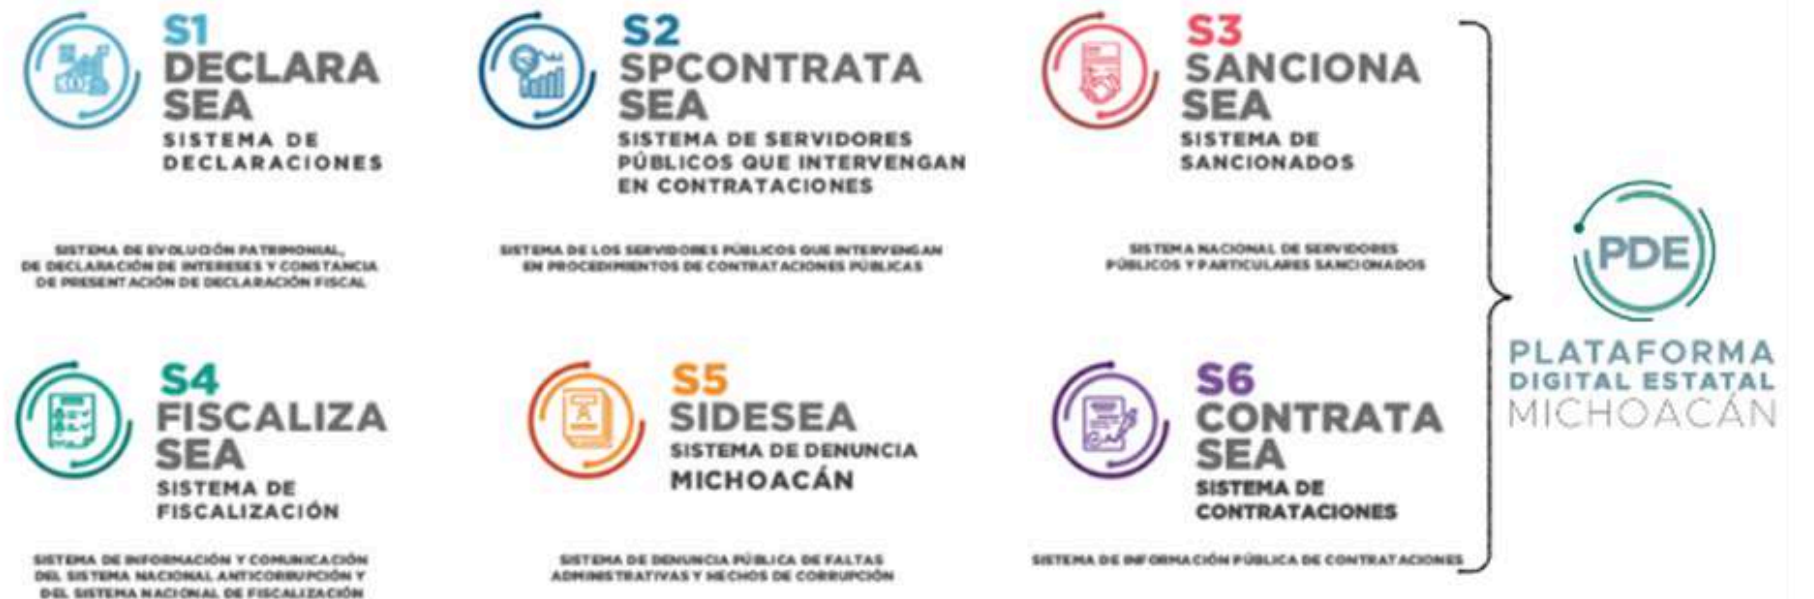 S1
DECLARA
SEA
SISTEMA DE
DECLARACIONES
SISTEMA DE EVOLUCIÓN PATRIMONIAL,
DE DECLARACIÓN DE INTERESES Y CONSTANCIA
DE PRESENTACIÓN DE DECLARACIÓN FISCAL
S2
SPCONTRATA
SEA
SISTEMA DE SERVIDORES
PÚBLICOS QUE INTERVENGAN
EN CONTRATACIONES
SISTEMA DE LOS SERVIDORES PÚBLICOS QUE INTERVENGAN
EN PROCEDIMIENTOS DE CONTRATACIONES PÚBLICAS
S3
SANCIONA
SEA
SISTEMA DE
SANCIONADOS
SISTEMA NACIONAL DE SERVIDORES
PÚBLICOS Y PARTICULARES SANCIONADOS
S4
FISCALIZA
SEA
SISTEMA DE
FISCALIZACIÓN
SISTEMA DE INFORMACIÓN Y COMUNICACIÓN
DEL SISTEMA NACIONAL ANTICORRUPCIÓN Y
DEL SISTEMA NACIONAL DE FISCALIZACIÓN
S5
SIDESEA
SISTEMA DE DENUNCIA
MICHOACÁN
SISTEMA DE DENUNCIA PÚBLICA DE FALTAS
ADMINISTRATIVAS Y HECHOS DE CORRUPCIÓN
S6
CONTRATA
SEA
SISTEMA DE
CONTRATACIONES
SISTEMA DE INFORMACIÓN PÚBLICA DE CONTRATACIONES
PDE
PLATAFORMA
DIGITAL ESTATAL
MICHOACÁN